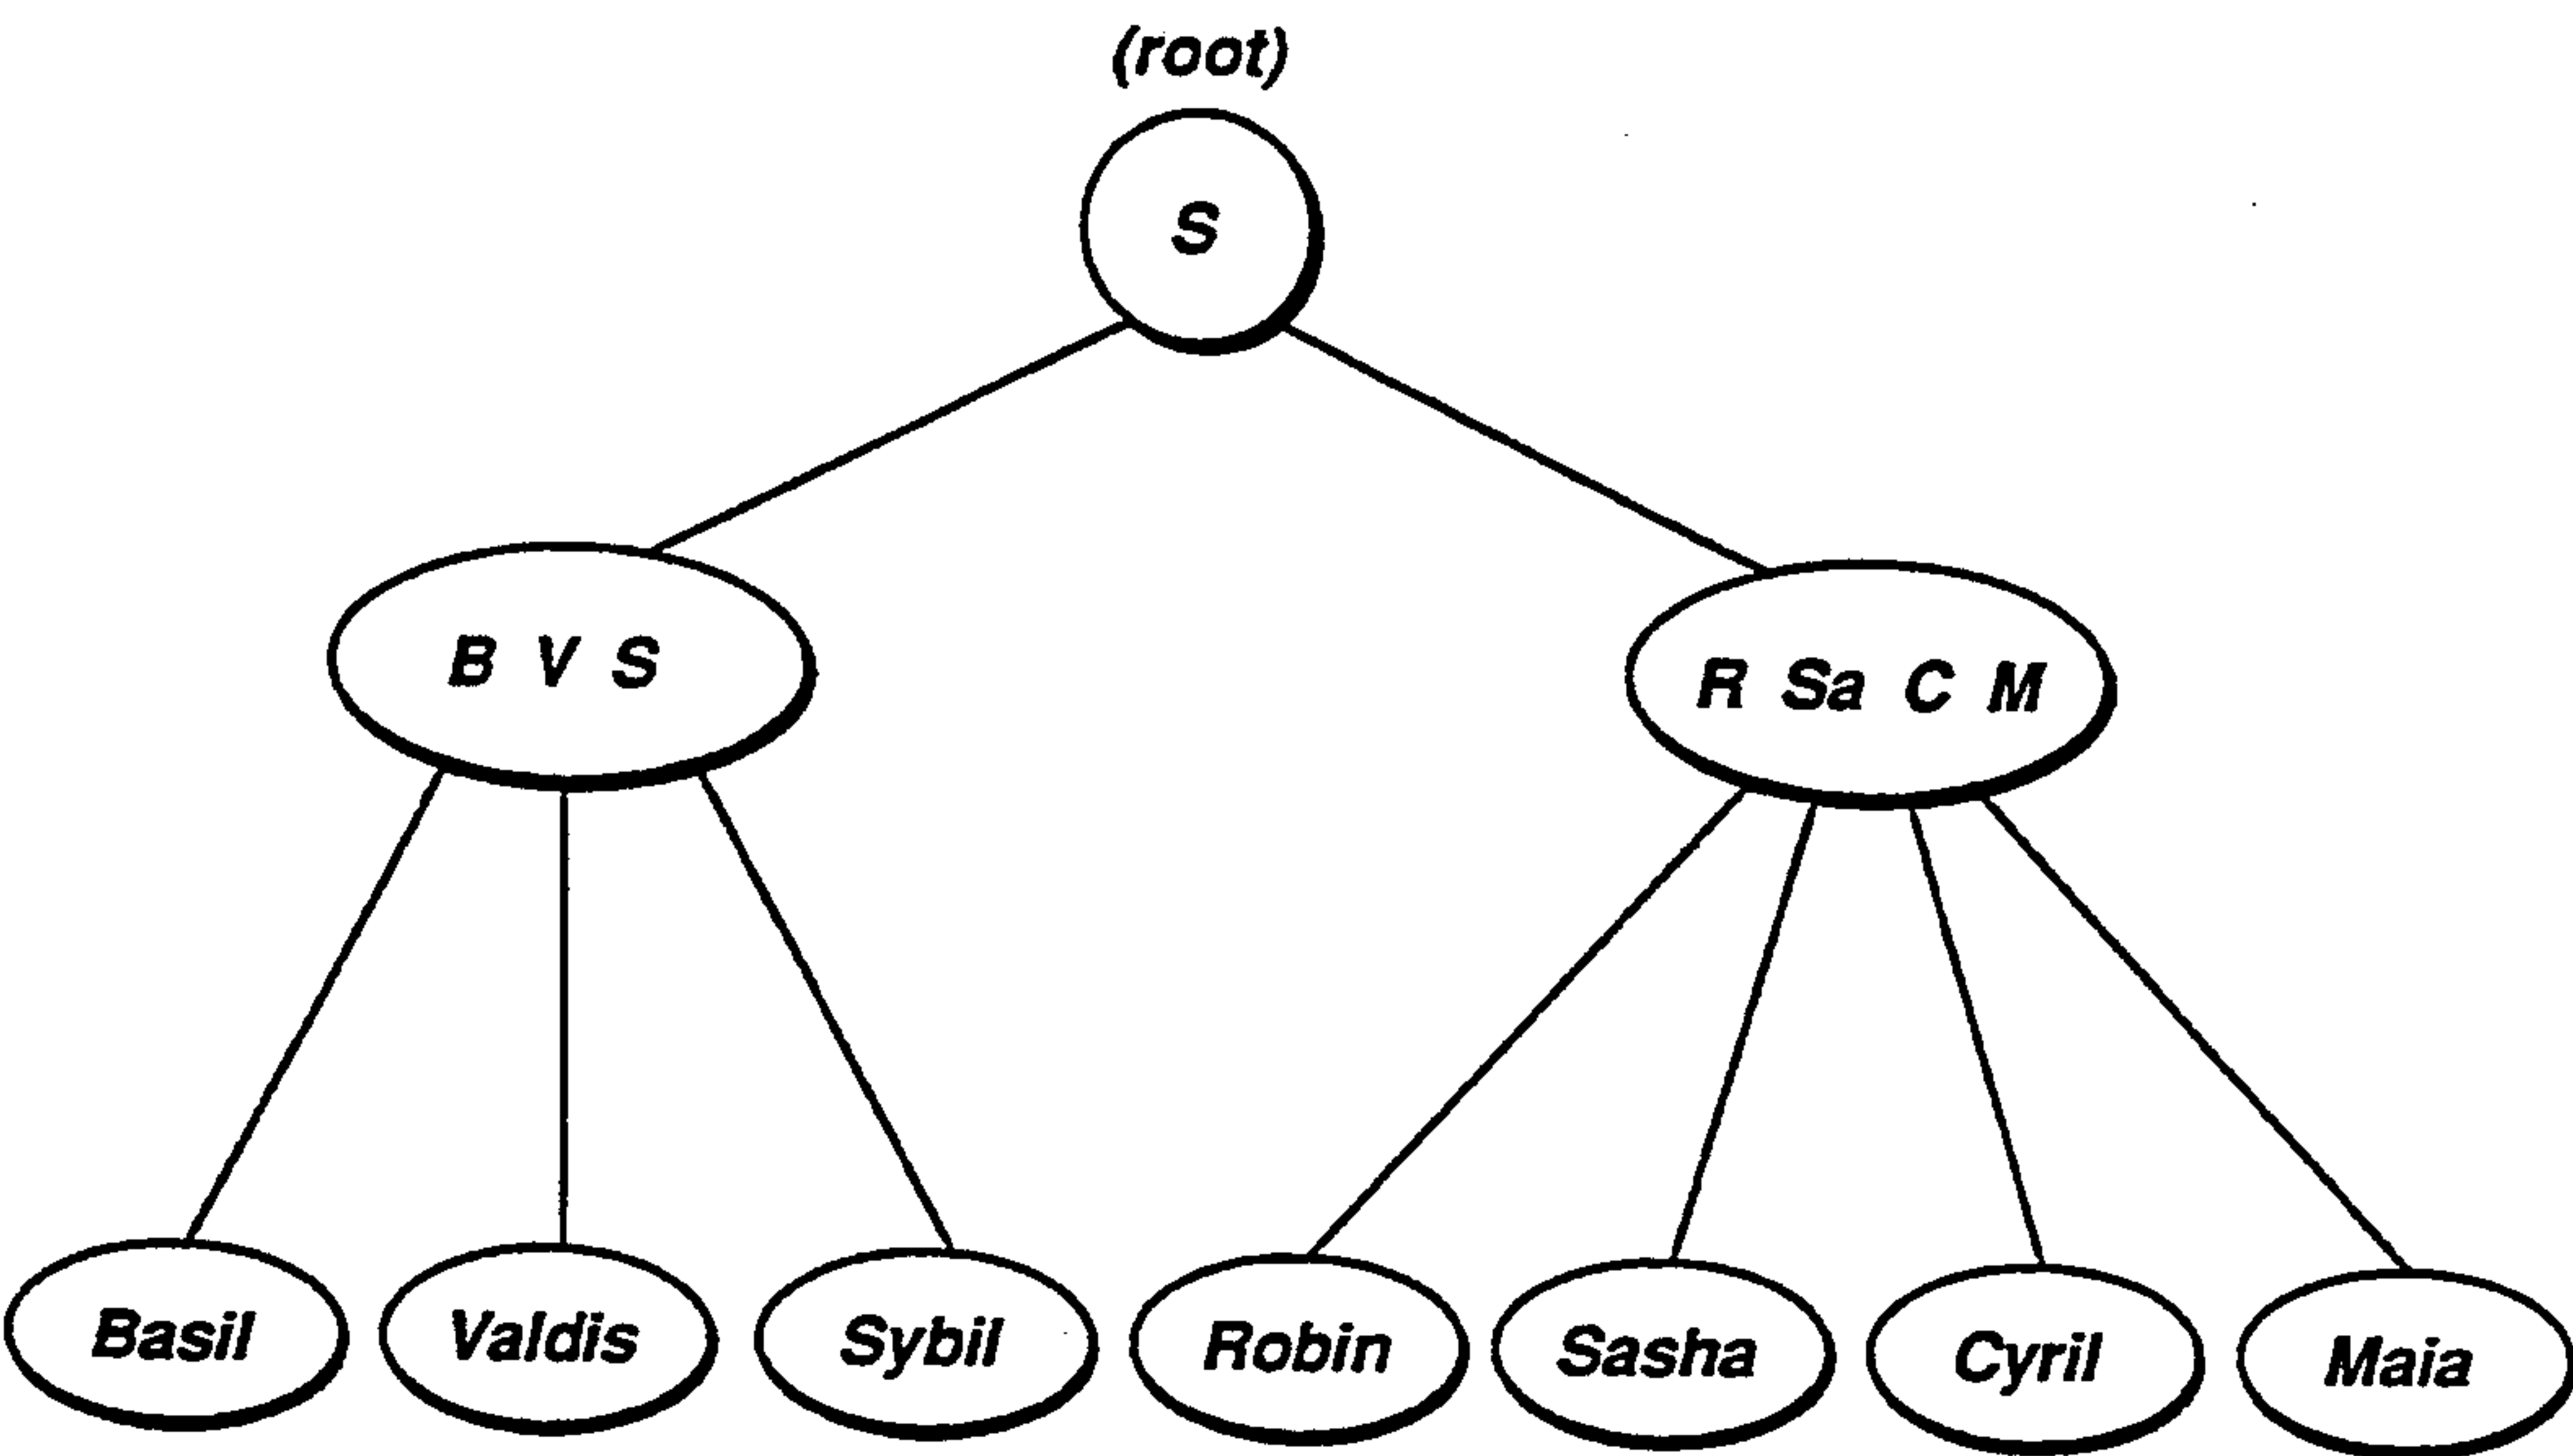 (root)
S
B V S
R Sa C M
Basil Valdis Sybil Robin Sasha Cyril Maia